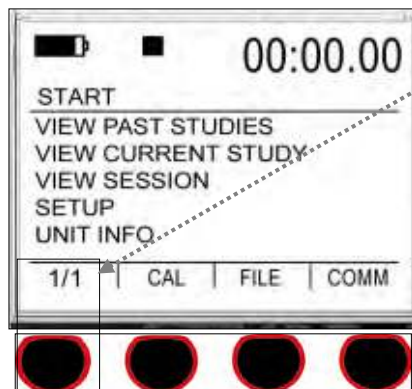 00:00.00
START
VIEW PAST STUDIES
VIEW CURRENT STUDY
VIEW SESSION
SETUP
UNIT INFO
1/1 | CAL | FILE | COMM